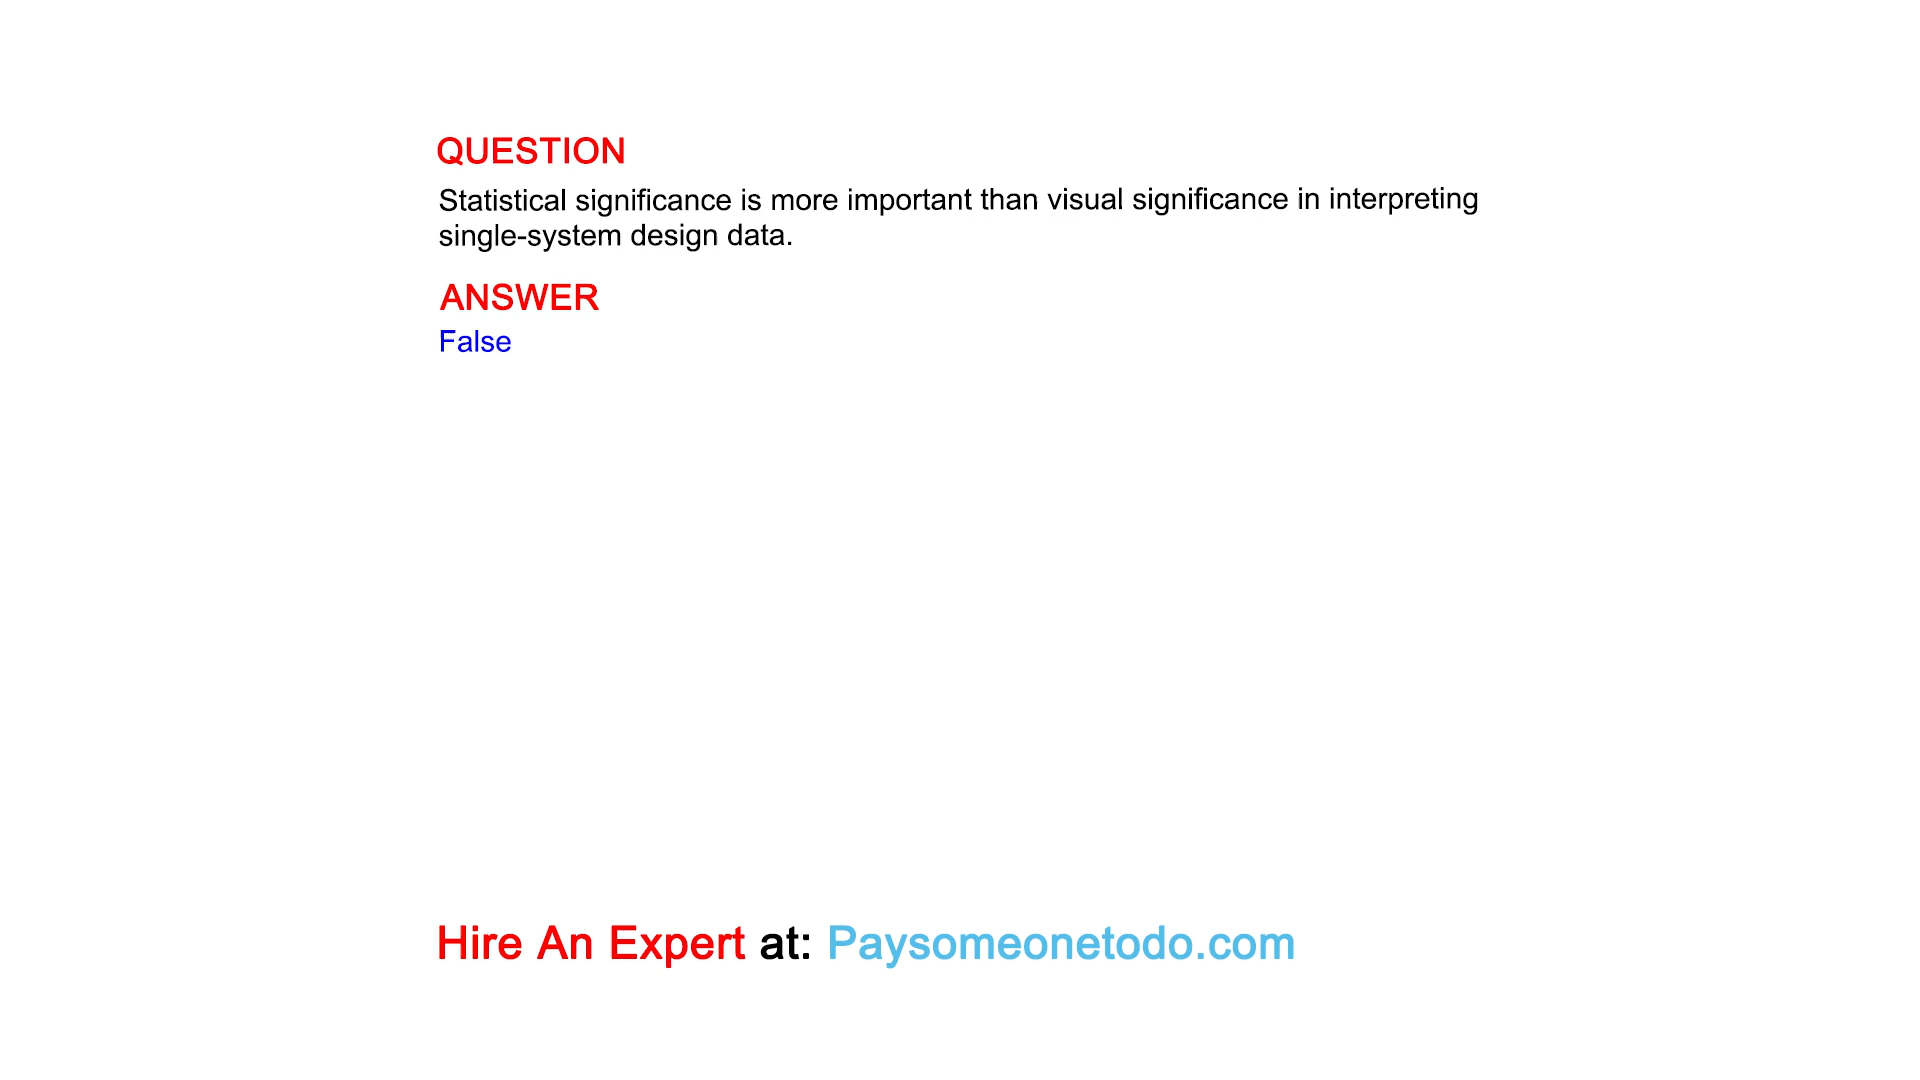 QUESTION
Statistical significance is more important than visual significance in interpreting
single-system design data.
ANSWER
False
Hire An Expert at: Paysomeonetodo.com